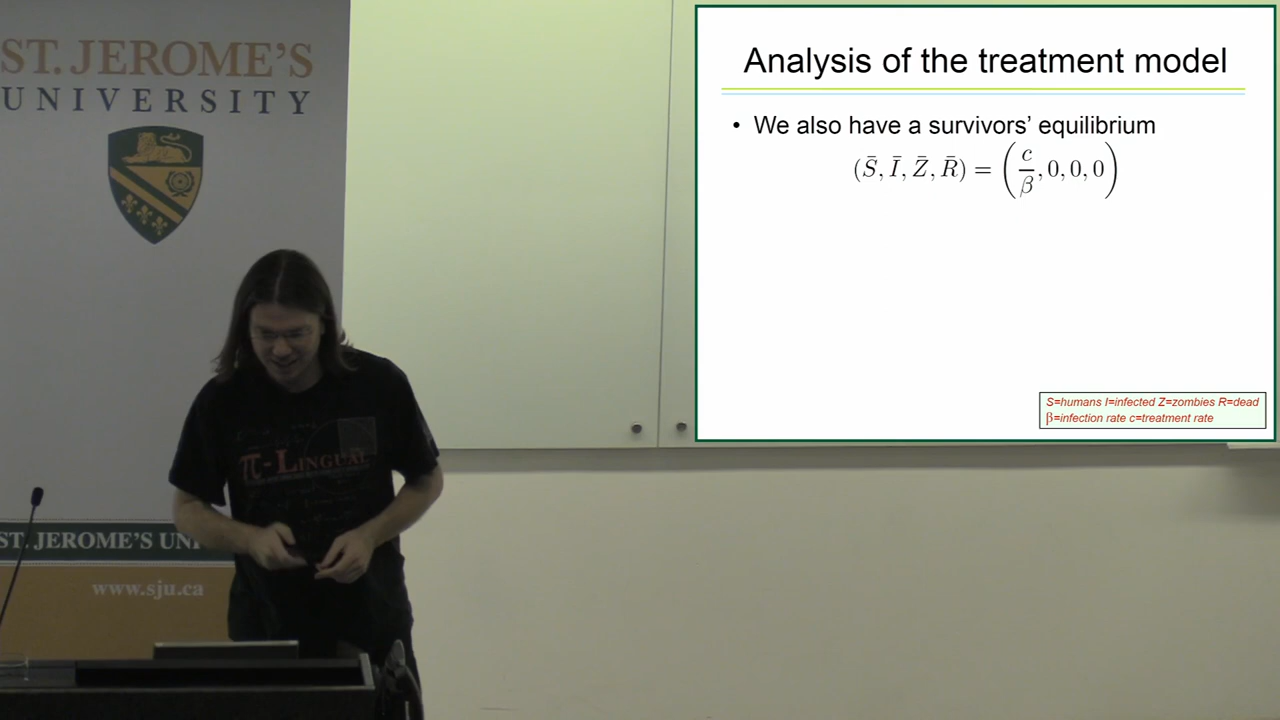 ST. JEROME'S
UNIVERSITY
Analysis of the treatment model
• We also have a survivors' equilibrium
(S̄, Ī, Z̄, R̄) = (c/β, 0, 0, 0)
S=humans I=infected Z=zombies R=dead
β=infection rate c=treatment rate
π-LINGUAL
ST. JEROME'S UNI
www.sju.ca